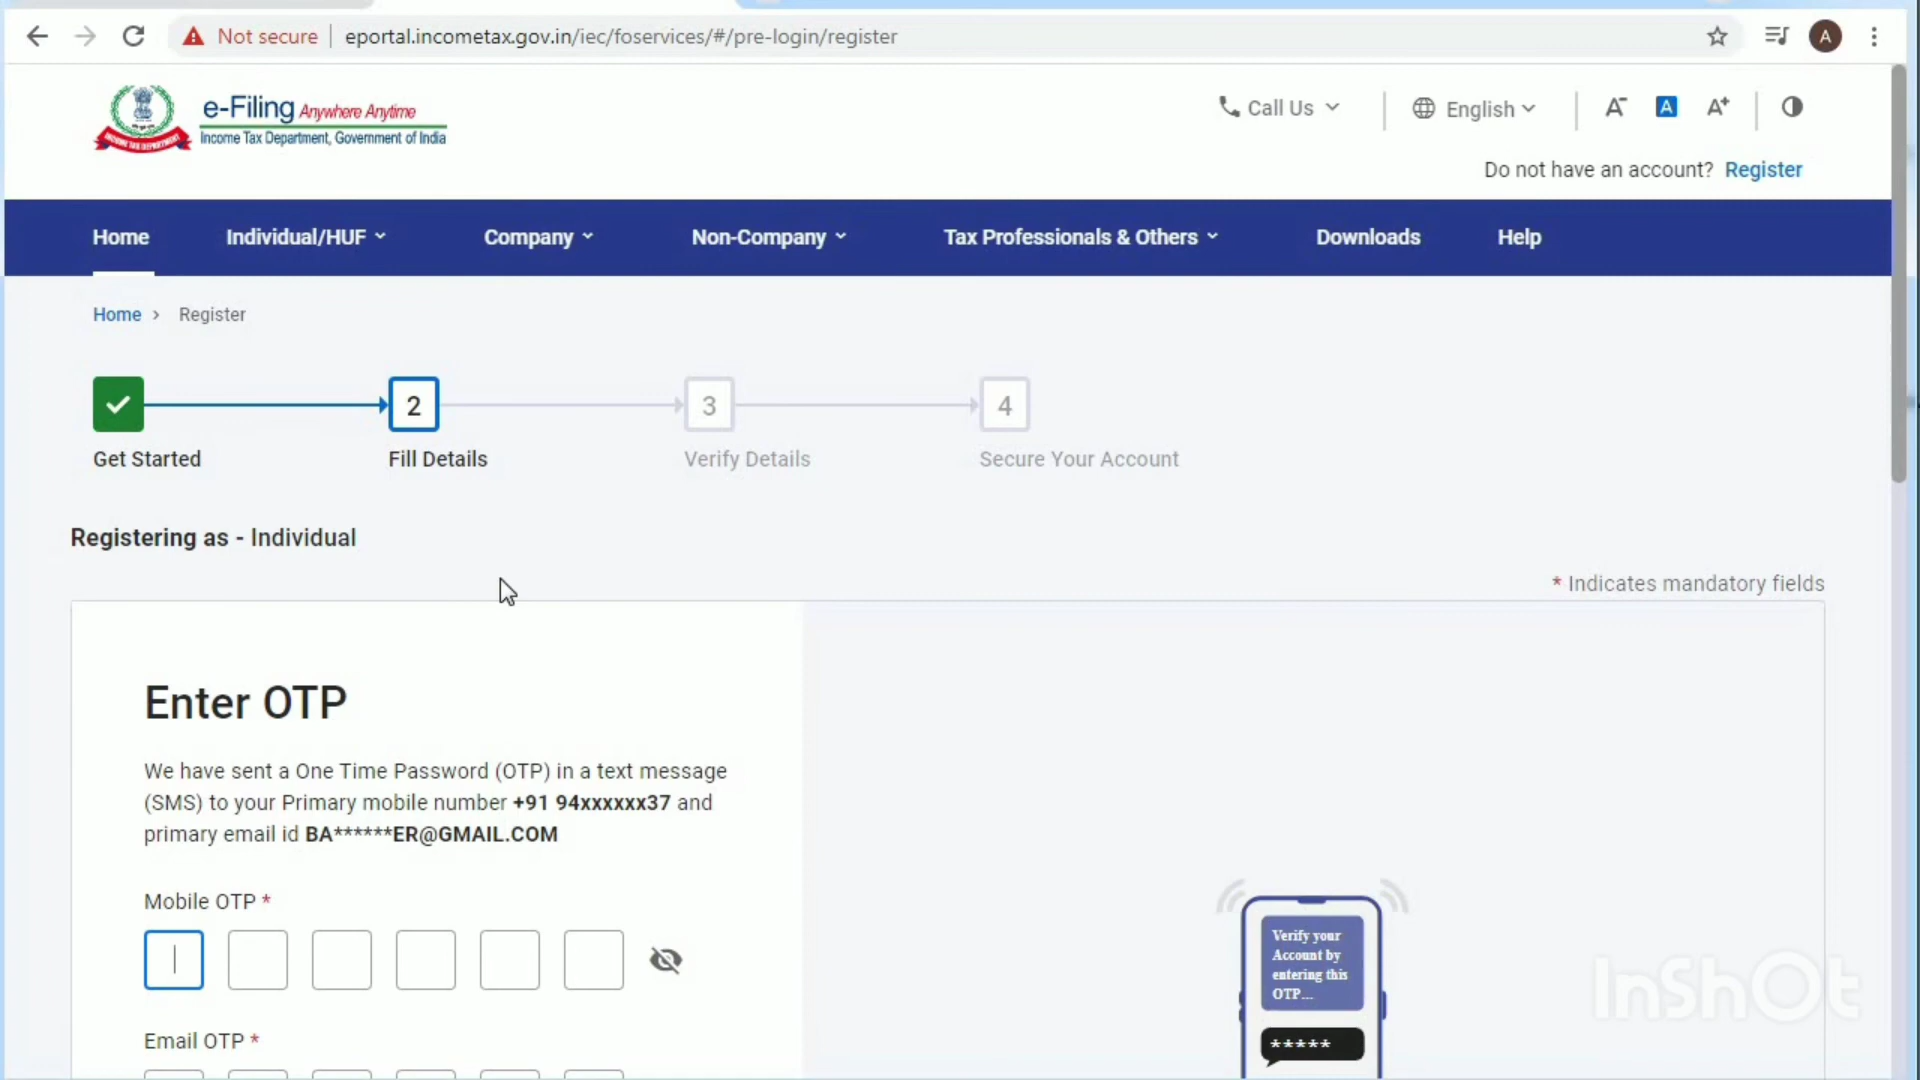 Not secure eportal.incometax.gov.in/iec/foservices/#/pre-login/register
A
e-Filing Anywhere Anytime
Income Tax Department, Government of India
INCOME TAX DEPARTMENT
Call Us
English
A- A A+
Do not have an account? Register
Home Individual/HUF Company Non-Company Tax Professionals & Others Downloads Help
Home > Register
2 3 4
Get Started Fill Details Verify Details Secure Your Account
Registering as - Individual
* Indicates mandatory fields
Enter OTP
We have sent a One Time Password (OTP) in a text message
(SMS) to your Primary mobile number +91 94xxxxxx37 and
primary email id BA******ER@GMAIL.COM
Mobile OTP *
Email OTP *
Verify your
Account by
entering this
OTP...
*****
InShOt